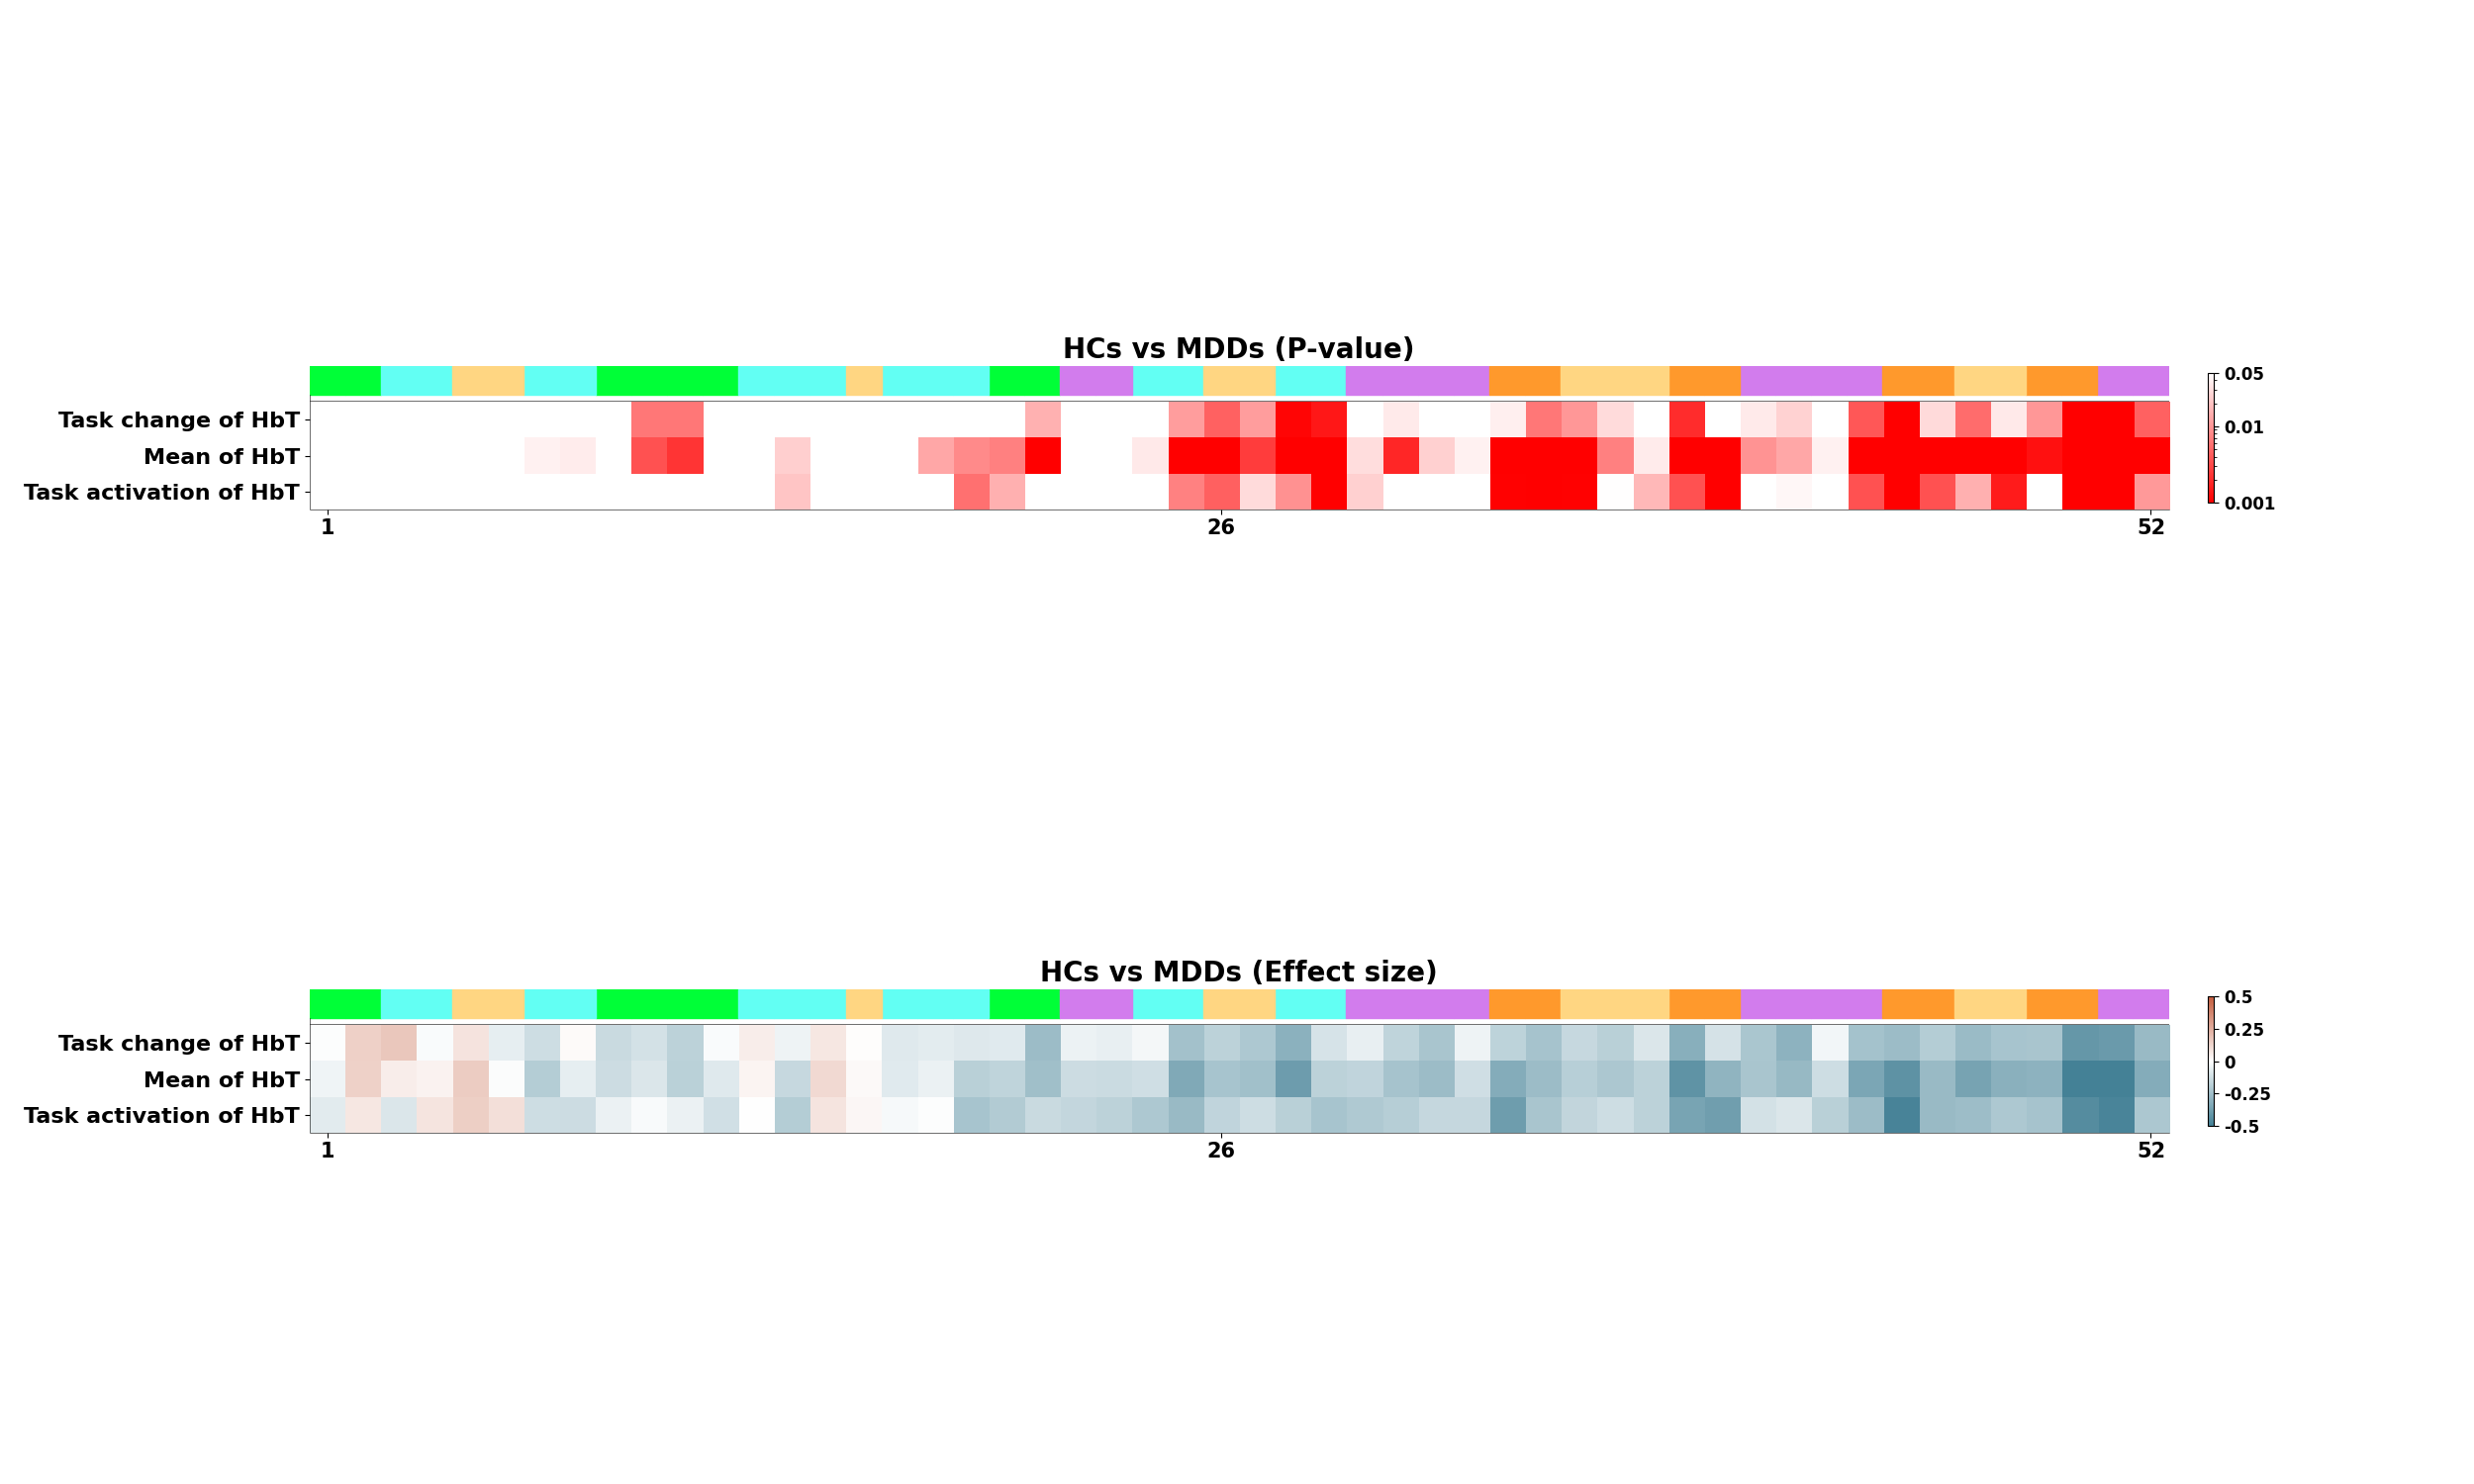 HCs vs MDDs (P-value)
Task change of HbT
Mean of HbT
Task activation of HbT
1 26 52
0.05
0.01
0.001
HCs vs MDDs (Effect size)
Task change of HbT
Mean of HbT
Task activation of HbT
1 26 52
0.5
0.25
0
-0.25
-0.5